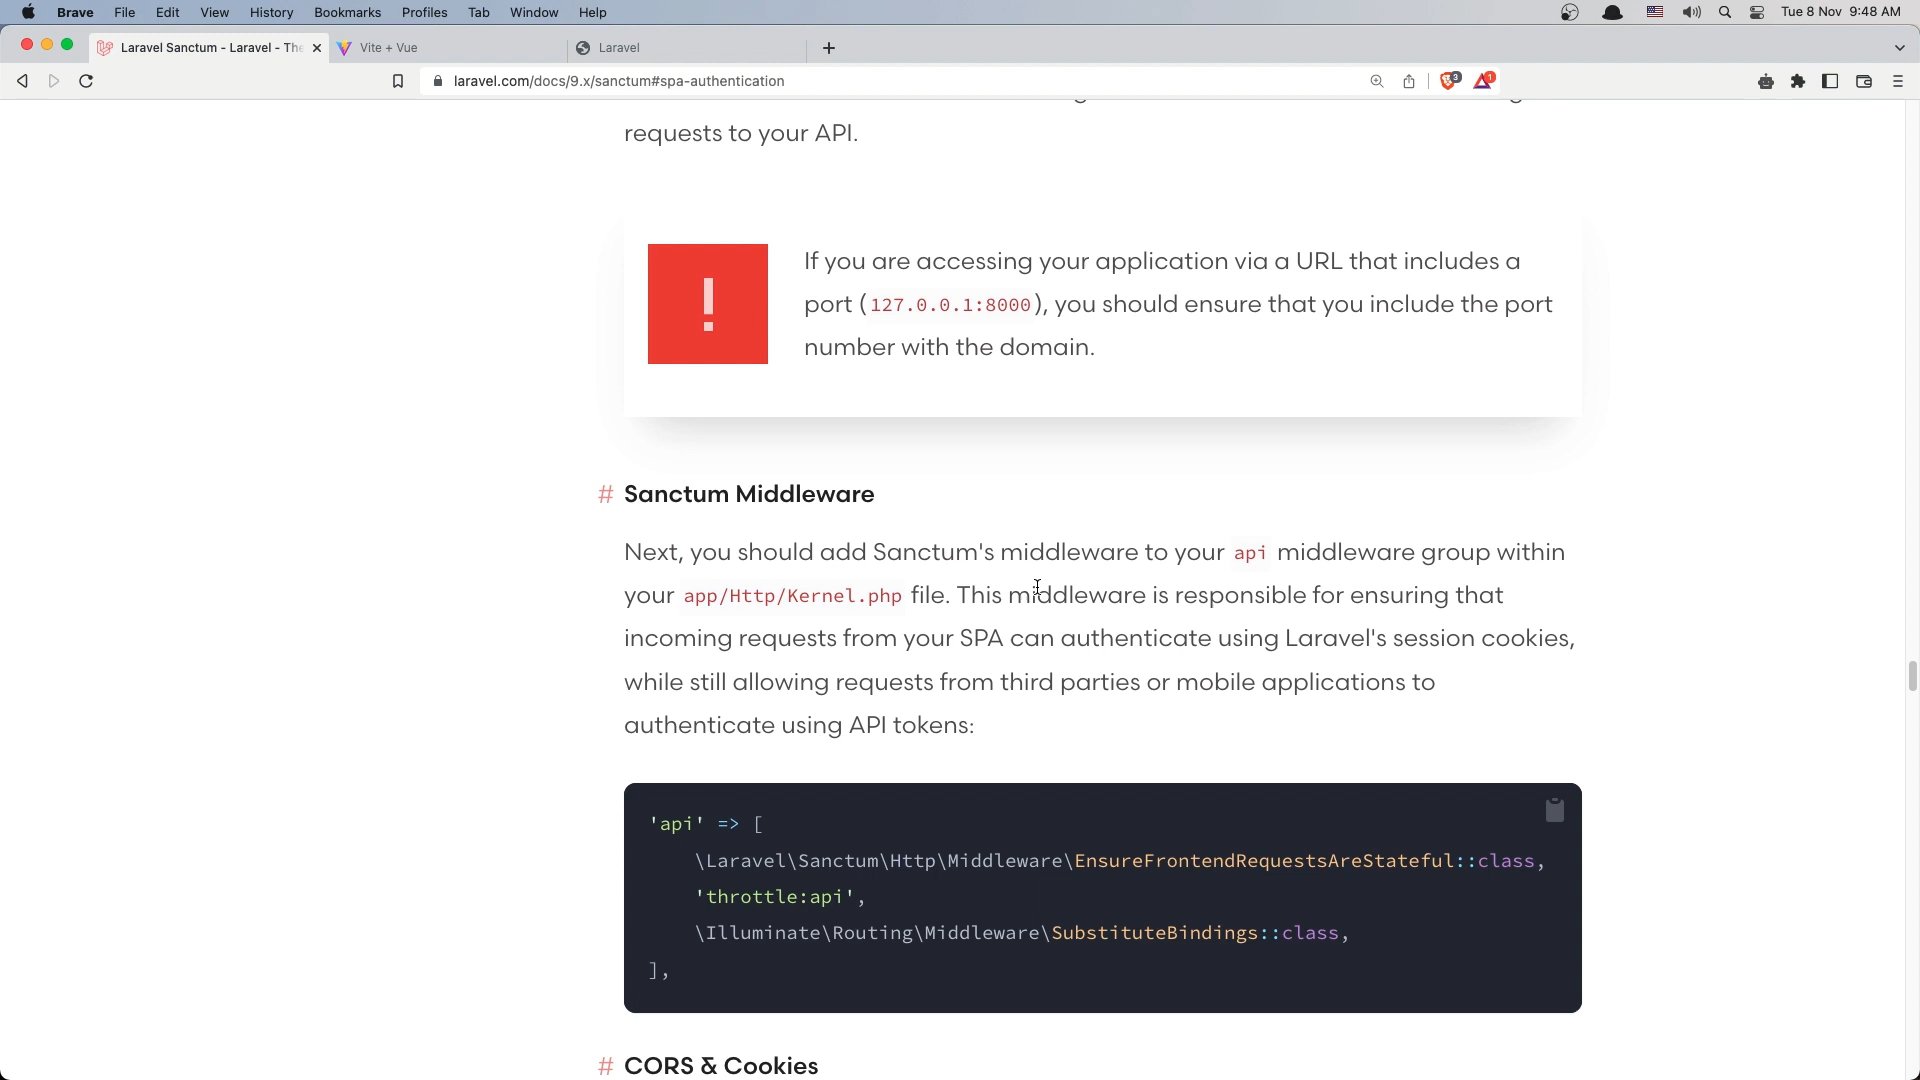 Brave File Edit View History Bookmarks Profiles Tab Window Help Tue 8 Nov 9:48 AM
Laravel Sanctum - Laravel - The Vite + Vue Laravel
laravel.com/docs/9.x/sanctum#spa-authentication 3 1
requests to your API.
! If you are accessing your application via a URL that includes a
port (127.0.0.1:8000), you should ensure that you include the port
number with the domain.
# Sanctum Middleware
Next, you should add Sanctum's middleware to your api middleware group within
your app/Http/Kernel.php file. This middleware is responsible for ensuring that
incoming requests from your SPA can authenticate using Laravel's session cookies,
while still allowing requests from third parties or mobile applications to
authenticate using API tokens:
'api' => [
\Laravel\Sanctum\Http\Middleware\EnsureFrontendRequestsAreStateful::class,
'throttle:api',
\Illuminate\Routing\Middleware\SubstituteBindings::class,
],
# CORS & Cookies